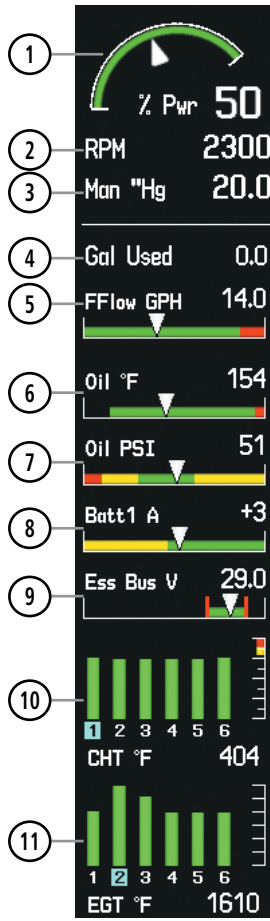 1
% Pwr 50
2 RPM 2300
3 Man "Hg 20.0
4 Gal Used 0.0
5 FFlow GPH 14.0
6 Oil °F 154
7 Oil PSI 51
8 Batt1 A +3
9 Ess Bus V 29.0
10
1 2 3 4 5 6
CHT °F 404
11
1 2 3 4 5 6
EGT °F 1610